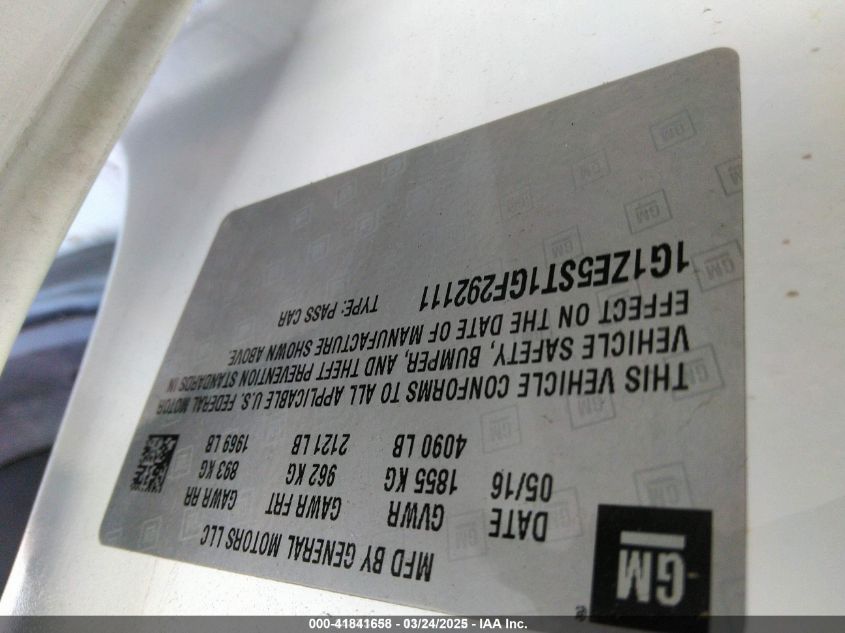 GM
MFD BY GENERAL MOTORS LLC
DATE GVWR GAWR FRT GAWR RR
05/16 1855 KG 962 KG 893 KG
4090 LB 2121 LB 1969 LB
THIS VEHICLE CONFORMS TO ALL APPLICABLE U.S. FEDERAL MOTOR
VEHICLE SAFETY, BUMPER, AND THEFT PREVENTION STANDARDS IN
EFFECT ON THE DATE OF MANUFACTURE SHOWN ABOVE.
1G1ZE5ST1GF292111 TYPE: PASS CAR
000-41841658 - 03/24/2025 - IAA Inc.